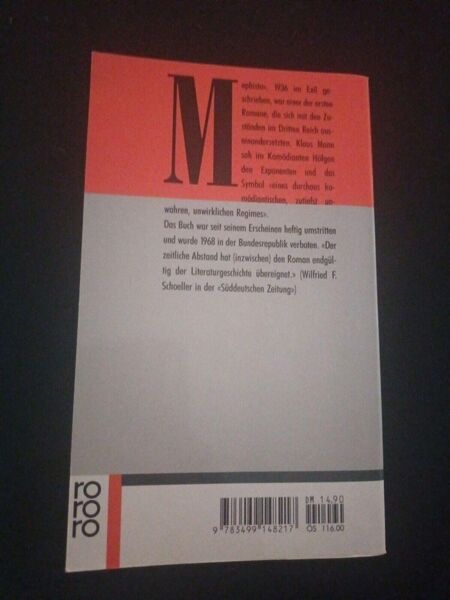 Mephisto», 1936 im Exil ge-
schrieben, war einer der ersten
Romane, die sich mit den Zu-
ständen im Dritten Reich aus-
einandersetzten. Klaus Mann
sah im Komödianten Höfgen
den Exponenten und das
Symbol «eines durchaus ko-
mödiantischen, zutiefst un-
wahren, unwirklichen Regimes».
Das Buch war seit seinem Erscheinen heftig umstritten
und wurde 1968 in der Bundesrepublik verboten. «Der
zeitliche Abstand hat (inzwischen) den Roman endgül-
tig der Literaturgeschichte übereignet.» (Wilfried F.
Schoeller in der «Süddeutschen Zeitung»)
ro
ro
ro
DM 14.90
ÖS 116.00
9 783499 148217